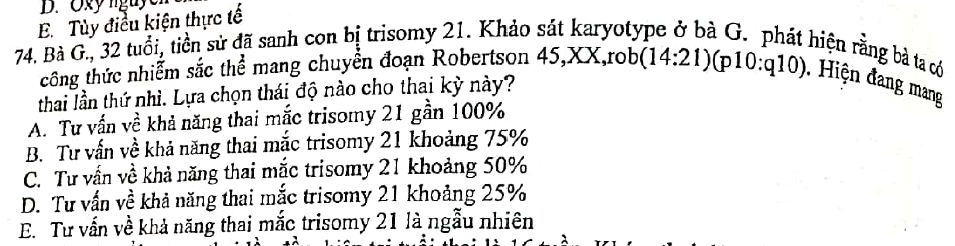 D. Oxy nguyên
E. Tùy điều kiện thực tế
74. Bà G., 32 tuổi, tiền sử đã sanh con bị trisomy 21. Khảo sát karyotype ở bà G. phát hiện rằng bà ta có
công thức nhiễm sắc thể mang chuyển đoạn Robertson 45,XX,rob(14:21)(p10:q10). Hiện đang mang
thai lần thứ nhì. Lựa chọn thái độ nào cho thai kỳ này?
A. Tư vấn về khả năng thai mắc trisomy 21 gần 100%
B. Tư vấn về khả năng thai mắc trisomy 21 khoảng 75%
C. Tư vấn về khả năng thai mắc trisomy 21 khoảng 50%
D. Tư vấn về khả năng thai mắc trisomy 21 khoảng 25%
E. Tư vấn về khả năng thai mắc trisomy 21 là ngẫu nhiên